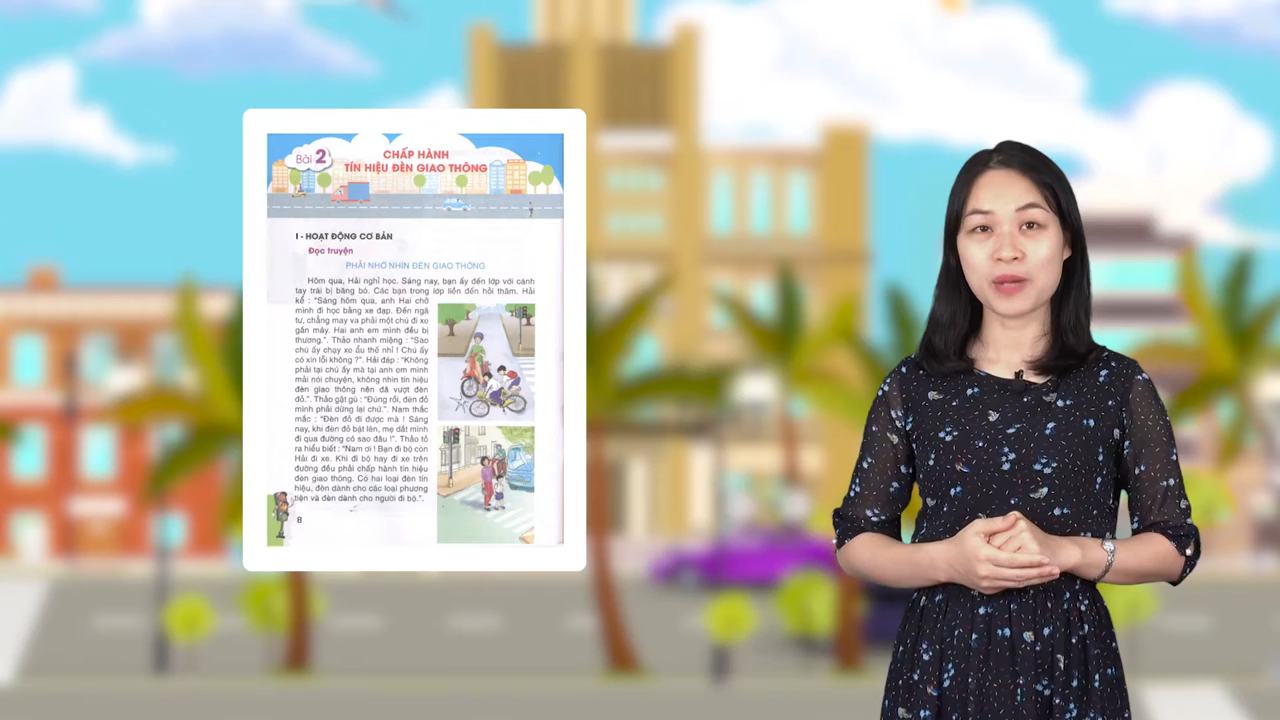 Bài 2
CHẤP HÀNH
TÍN HIỆU ĐÈN GIAO THÔNG
I - HOẠT ĐỘNG CƠ BẢN
Đọc truyện
PHẢI NHỚ NHÌN ĐÈN GIAO THÔNG
Hôm qua, Hải nghỉ học. Sáng nay, bạn ấy đến lớp với cánh
tay trái bị băng bó. Các bạn trong lớp liền đến hỏi thăm. Hải
kể : “Sáng hôm qua, anh Hai chở
mình đi học bằng xe đạp. Đến ngã
tư, chẳng may va phải một chú đi xe
gắn máy. Hai anh em mình đều bị
thương.”. Thảo nhanh miệng : “Sao
chú ấy chạy xe ẩu thế nhỉ ! Chú ấy
có xin lỗi không ?”. Hải đáp : “Không
phải tại chú ấy mà tại anh em mình
mải nói chuyện, không nhìn tín hiệu
đèn giao thông nên đã vượt đèn
đỏ.”. Thảo gật gù : “Đúng rồi, đèn đỏ
mình phải dừng lại chứ.”. Nam thắc
mắc : “Đèn đỏ đi được mà ! Sáng
nay, khi đèn đỏ bật lên, mẹ dắt mình
đi qua đường có sao đâu !”. Thảo tỏ
ra hiểu biết : “Nam ơi ! Bạn đi bộ còn
Hải đi xe. Khi đi bộ hay đi xe trên
đường đều phải chấp hành tín hiệu
đèn giao thông. Có hai loại đèn tín
hiệu, đèn dành cho các loại phương
tiện và đèn dành cho người đi bộ.”.
8